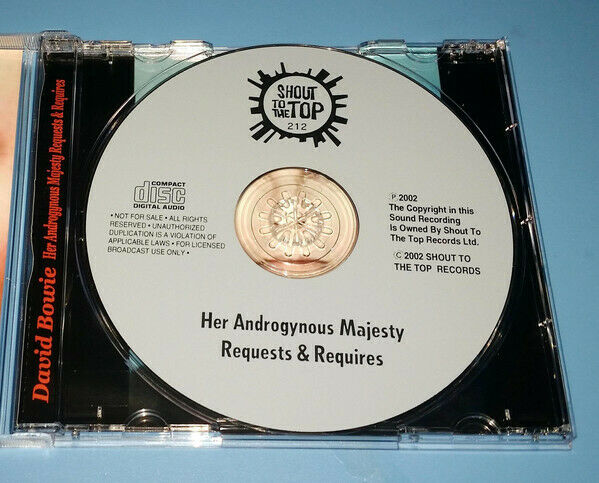 David Bowie Her Androgynous Majesty Requests & Requires
SHOUT
TO
THE TOP
212
COMPACT
disc
DIGITAL AUDIO
• NOT FOR SALE • ALL RIGHTS
RESERVED • UNAUTHORIZED
DUPLICATION IS A VIOLATION OF
APPLICABLE LAWS • FOR LICENSED
BROADCAST USE ONLY •
℗ 2002
The Copyright in this
Sound Recording
Is Owned By Shout To
The Top Records Ltd.
© 2002 SHOUT TO
THE TOP RECORDS
Her Androgynous Majesty
Requests & Requires